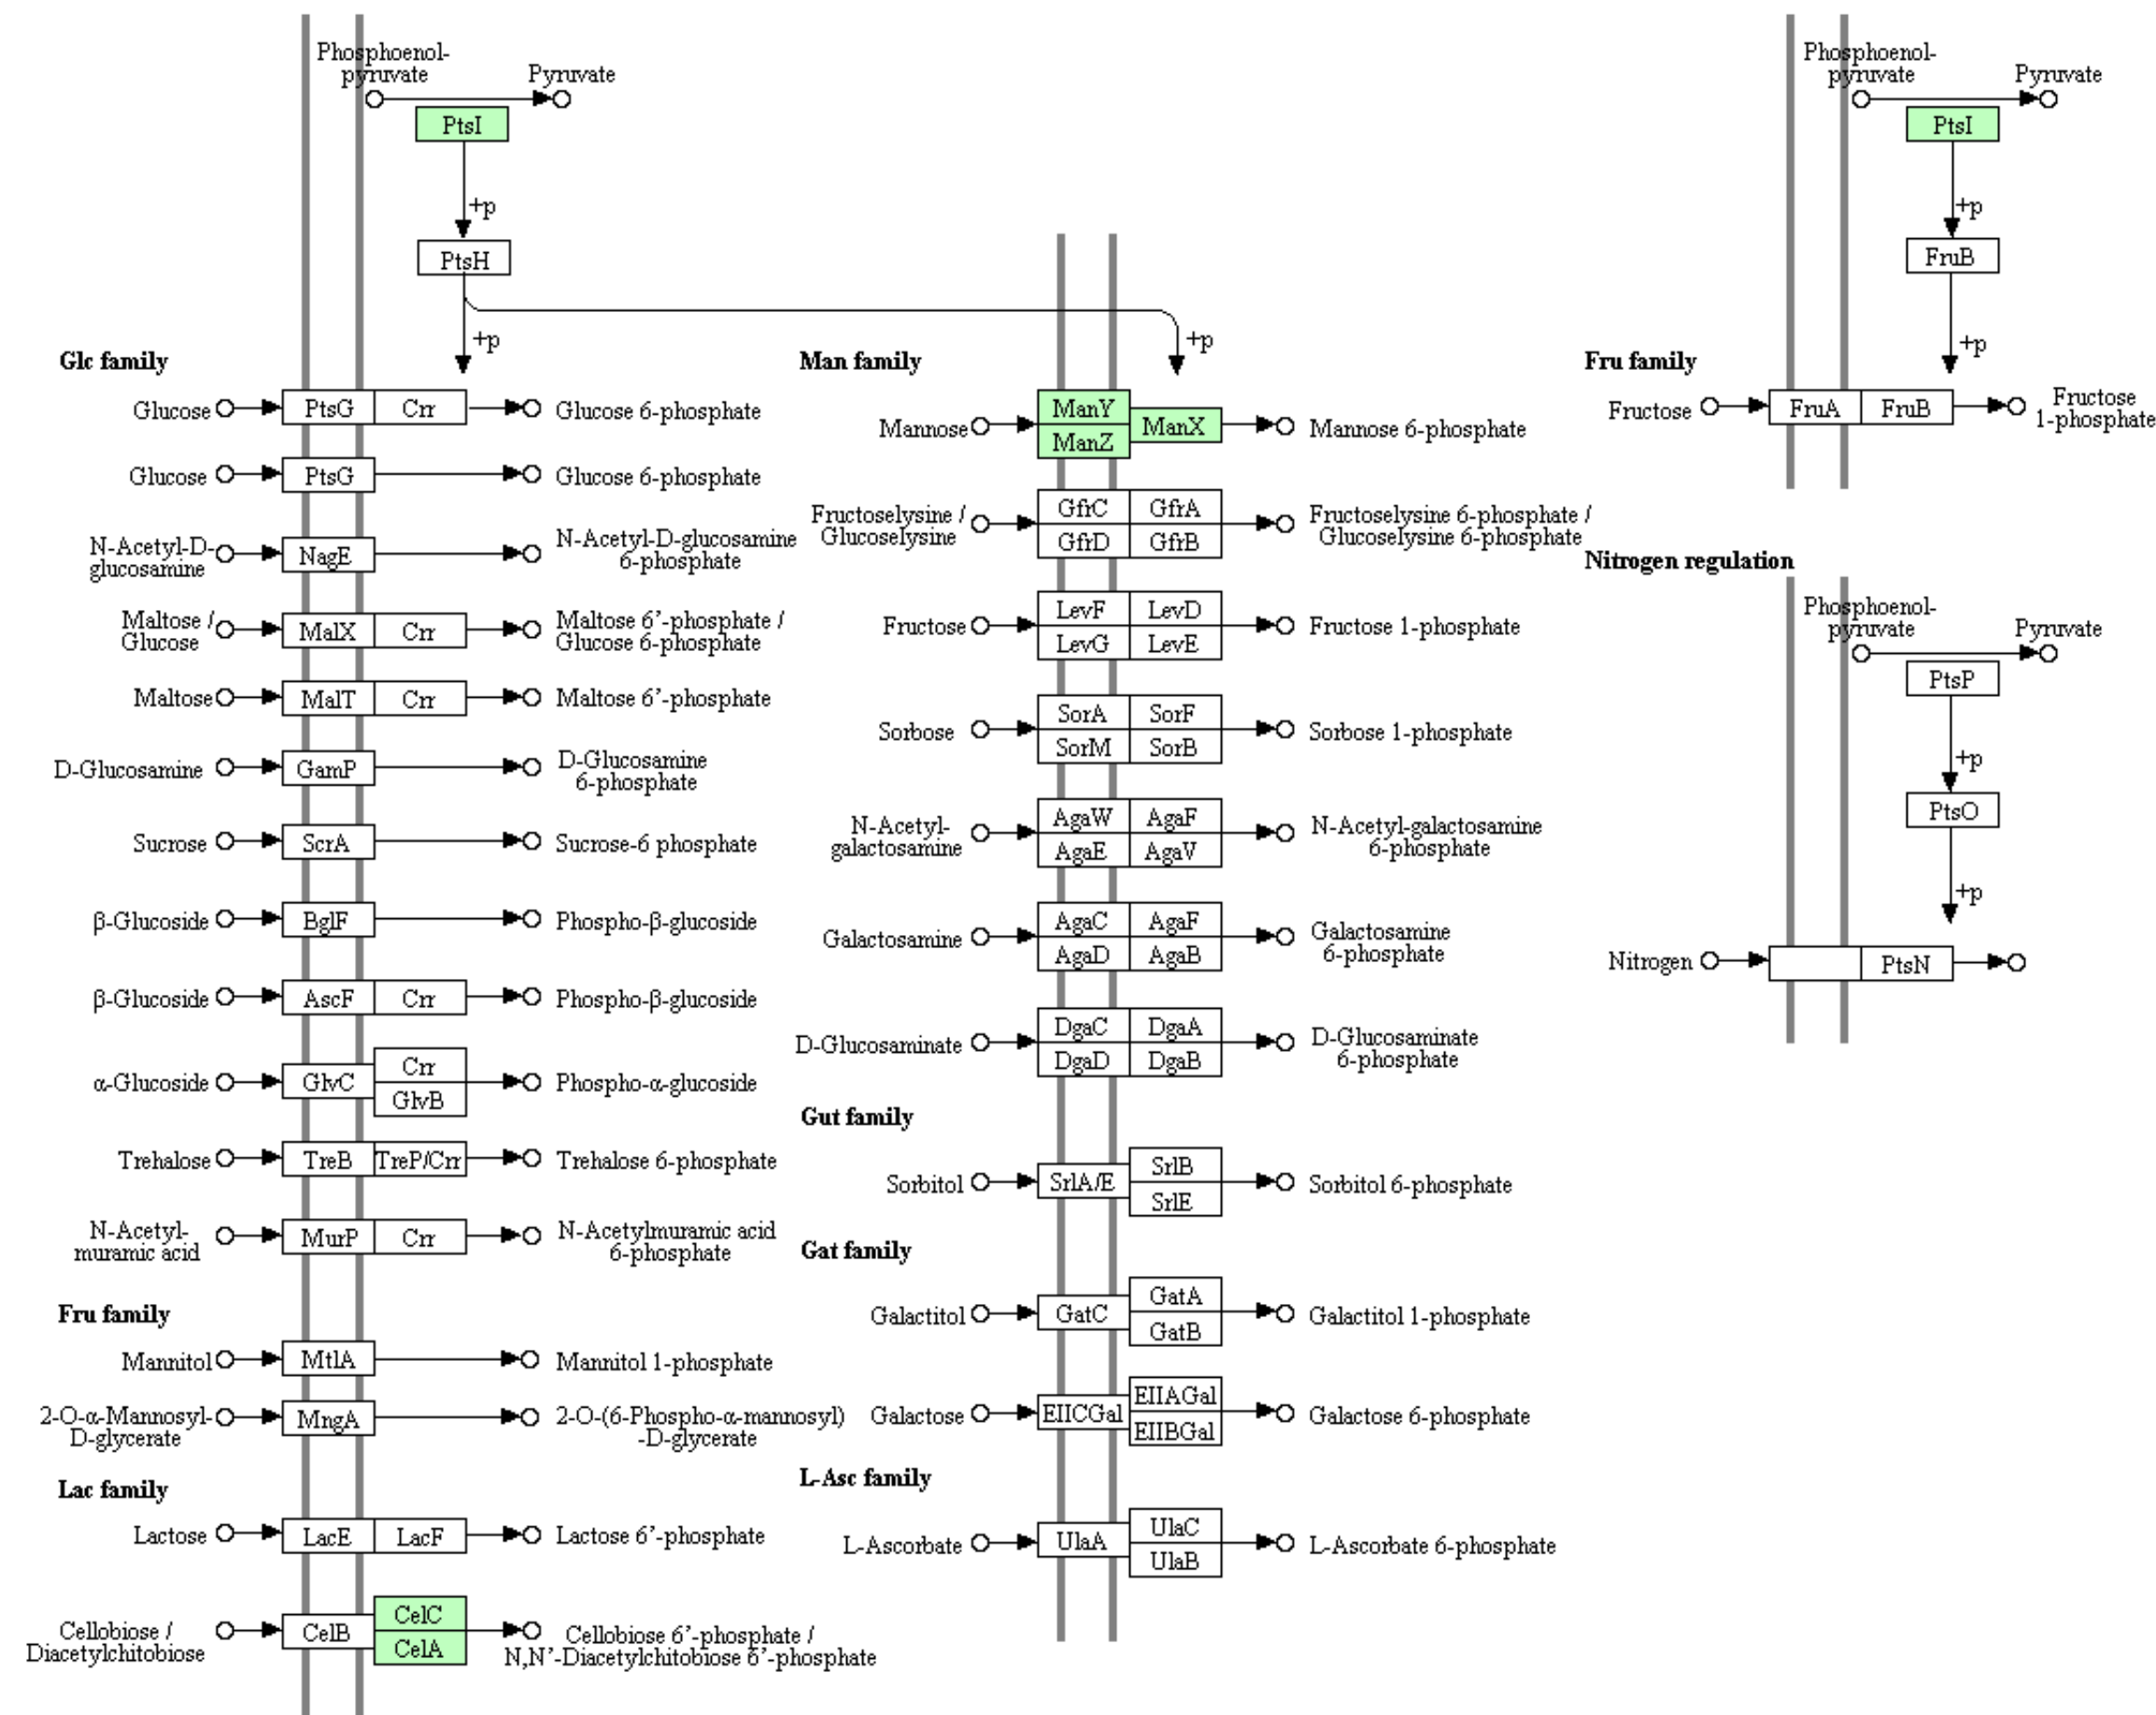 Phosphoenol-
pyruvate
Pyruvate
PtsI
+p
PtsH
+p
+p
Glc family
Glucose
PtsG
Crr
Glucose 6-phosphate
Glucose
PtsG
Glucose 6-phosphate
N-Acetyl-D-
glucosamine
NagE
N-Acetyl-D-glucosamine
6-phosphate
Maltose /
Glucose
MalX
Crr
Maltose 6’-phosphate /
Glucose 6-phosphate
Maltose
MalT
Crr
Maltose 6’-phosphate
D-Glucosamine
GamP
D-Glucosamine
6-phosphate
Sucrose
ScrA
Sucrose-6 phosphate
β-Glucoside
BglF
Phospho-β-glucoside
β-Glucoside
AscF
Crr
Phospho-β-glucoside
α-Glucoside
GlvC
Crr
GlvB
Phospho-α-glucoside
Trehalose
TreB
TreP/Crr
Trehalose 6-phosphate
N-Acetyl-
muramic acid
MurP
Crr
N-Acetylmuramic acid
6-phosphate
Fru family
Mannitol
MtlA
Mannitol 1-phosphate
2-O-α-Mannosyl-
D-glycerate
MngA
2-O-(6-Phospho-α-mannosyl)
-D-glycerate
Lac family
Lactose
LacE
LacF
Lactose 6’-phosphate
Cellobiose /
Diacetylchitobiose
CelB
CelC
CelA
Cellobiose 6’-phosphate /
N,N’-Diacetylchitobiose 6’-phosphate
Man family
Mannose
ManY
ManZ
ManX
Mannose 6-phosphate
Fructoselysine /
Glucoselysine
GfrC
GfrA
GfrD
GfrB
Fructoselysine 6-phosphate /
Glucoselysine 6-phosphate
Fructose
LevF
LevD
LevG
LevE
Fructose 1-phosphate
Sorbose
SorA
SorF
SorM
SorB
Sorbose 1-phosphate
N-Acetyl-
galactosamine
AgaW
AgaF
AgaE
AgaV
N-Acetyl-galactosamine
6-phosphate
Galactosamine
AgaC
AgaF
AgaD
AgaB
Galactosamine
6-phosphate
D-Glucosaminate
DgaC
DgaA
DgaD
DgaB
D-Glucosaminate
6-phosphate
Gut family
Sorbitol
SrlA/E
SrlB
SrlE
Sorbitol 6-phosphate
Gat family
Galactitol
GatC
GatA
GatB
Galactitol 1-phosphate
Galactose
EIICGal
EIIAGal
EIIBGal
Galactose 6-phosphate
L-Asc family
L-Ascorbate
UlaA
UlaC
UlaB
L-Ascorbate 6-phosphate
Phosphoenol-
pyruvate
Pyruvate
PtsI
+p
FruB
+p
Fru family
Fructose
FruA
FruB
Fructose
1-phosphate
Nitrogen regulation
Phosphoenol-
pyruvate
Pyruvate
PtsP
+p
PtsO
+p
Nitrogen
PtsN